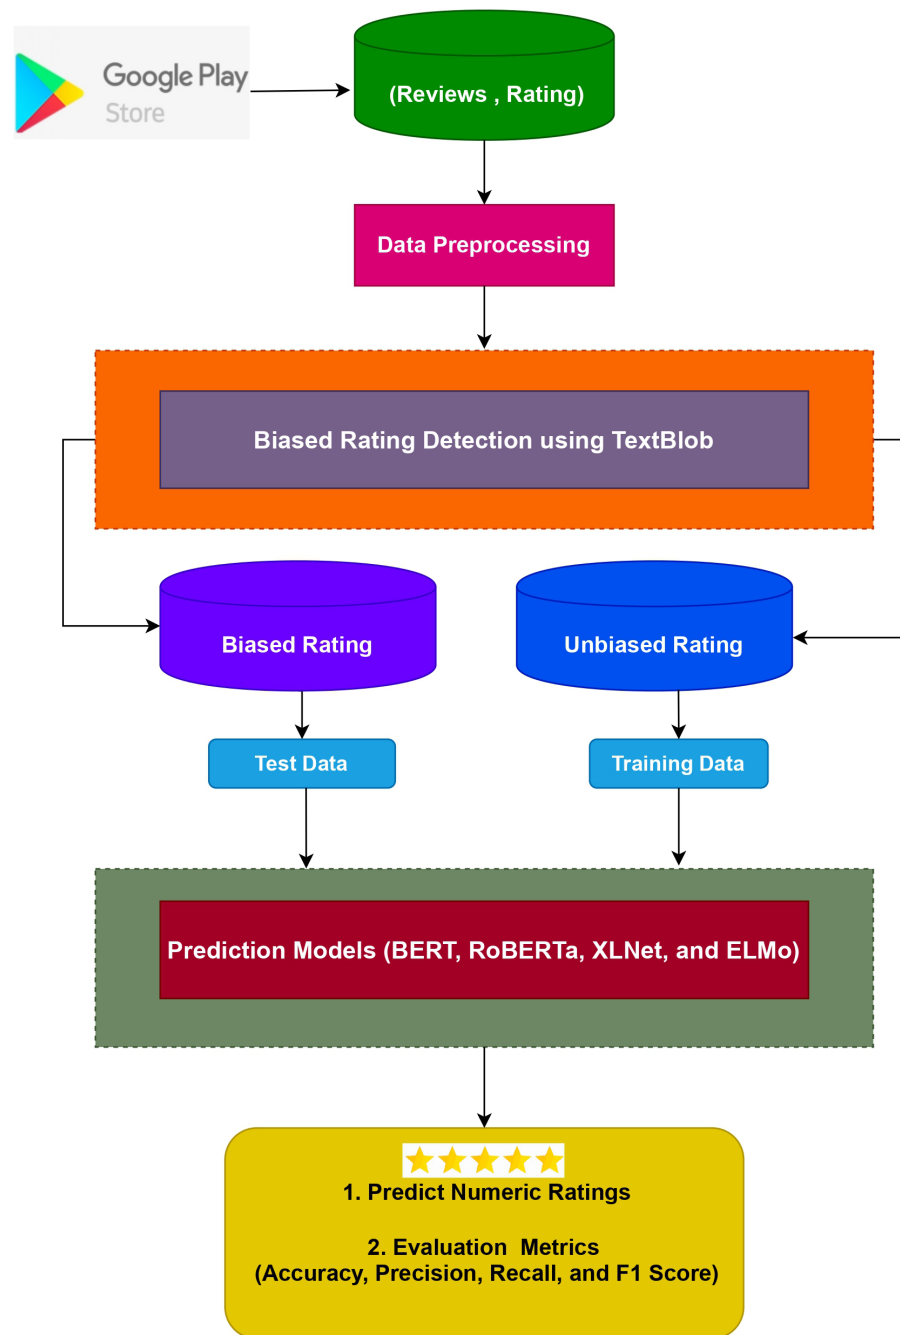 Google Play
Store
(Reviews , Rating)
Data Preprocessing
Biased Rating Detection using TextBlob
Biased Rating
Unbiased Rating
Test Data
Training Data
Prediction Models (BERT, RoBERTa, XLNet, and ELMo)
1. Predict Numeric Ratings
2. Evaluation  Metrics
(Accuracy, Precision, Recall, and F1 Score)